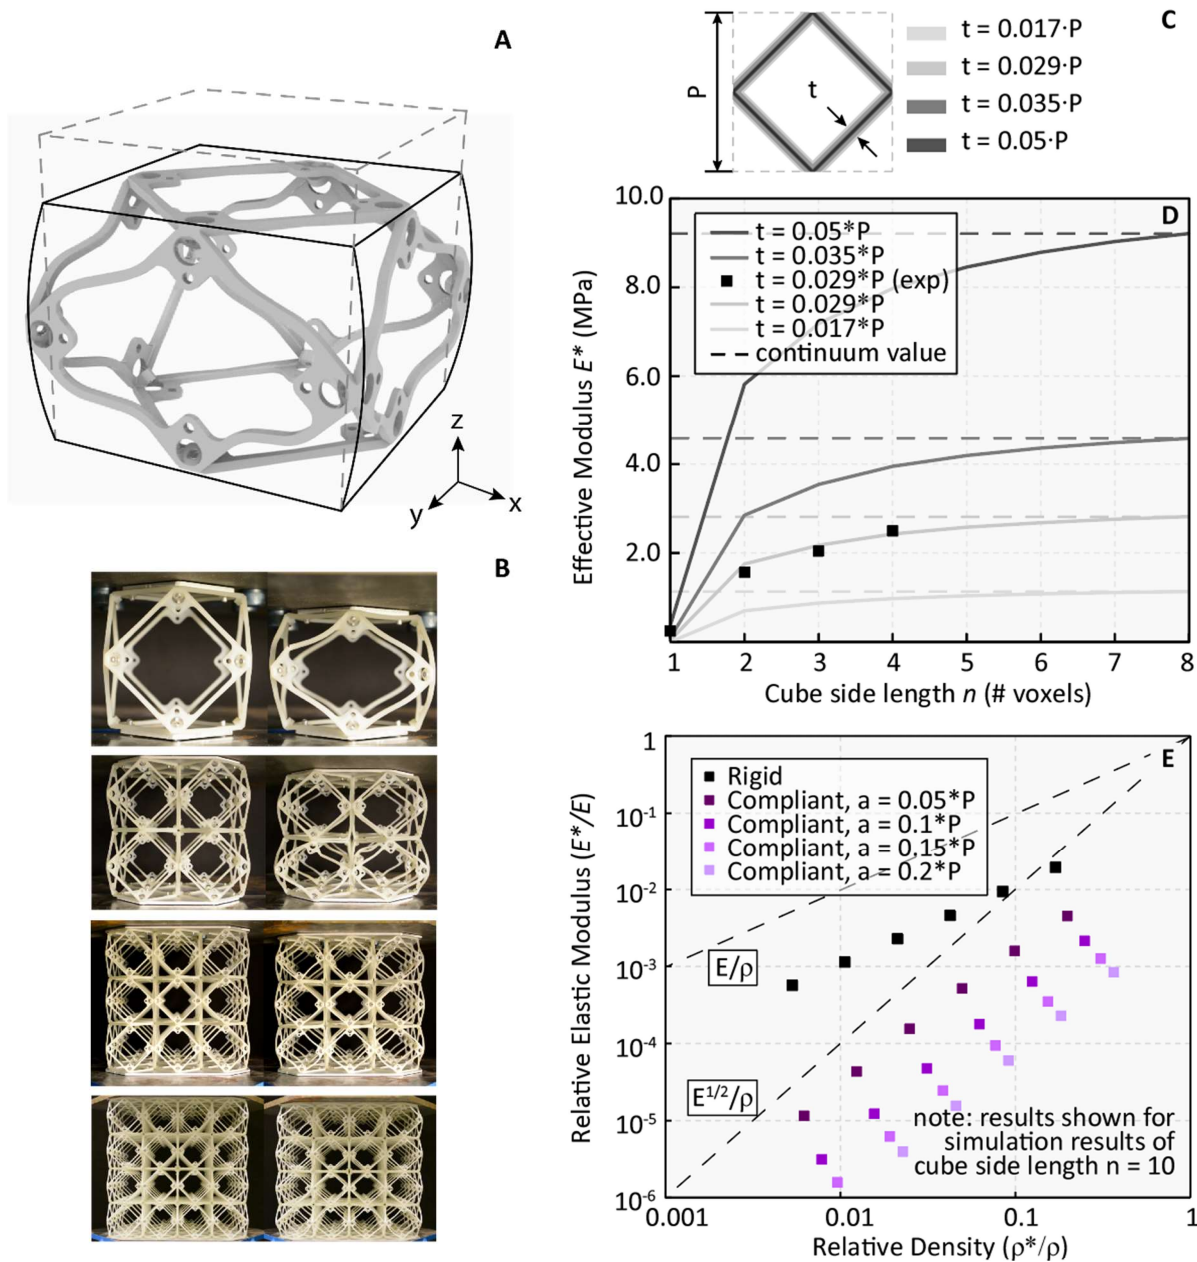 A
z
y
x
B
C
P
t
t = 0.017·P
t = 0.029·P
t = 0.035·P
t = 0.05·P
D
10.0
8.0
6.0
4.0
2.0
Effective Modulus E* (MPa)
t = 0.05*P
t = 0.035*P
t = 0.029*P (exp)
t = 0.029*P
t = 0.017*P
continuum value
1 2 3 4 5 6 7 8
Cube side length n (# voxels)
E
1
10⁻¹
10⁻²
10⁻³
10⁻⁴
10⁻⁵
10⁻⁶
Relative Elastic Modulus (E*/E)
Rigid
Compliant, a = 0.05*P
Compliant, a = 0.1*P
Compliant, a = 0.15*P
Compliant, a = 0.2*P
E/ρ
E¹/²/ρ
note: results shown for
simulation results of
cube side length n = 10
0.001 0.01 0.1 1
Relative Density (ρ*/ρ)